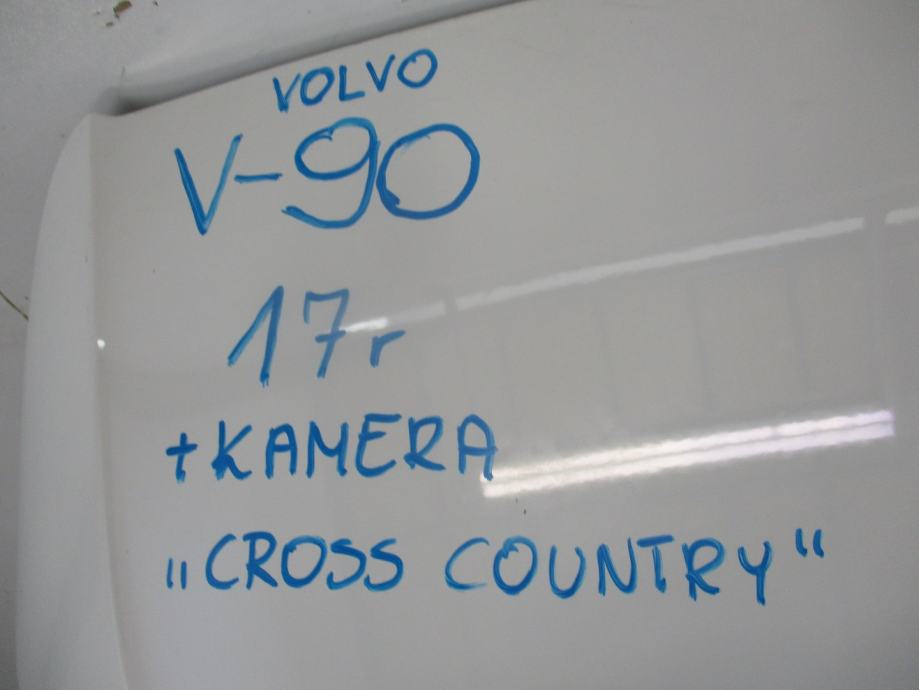 VOLVO
V-90
17r
+KAMERA
„CROSS COUNTRY“